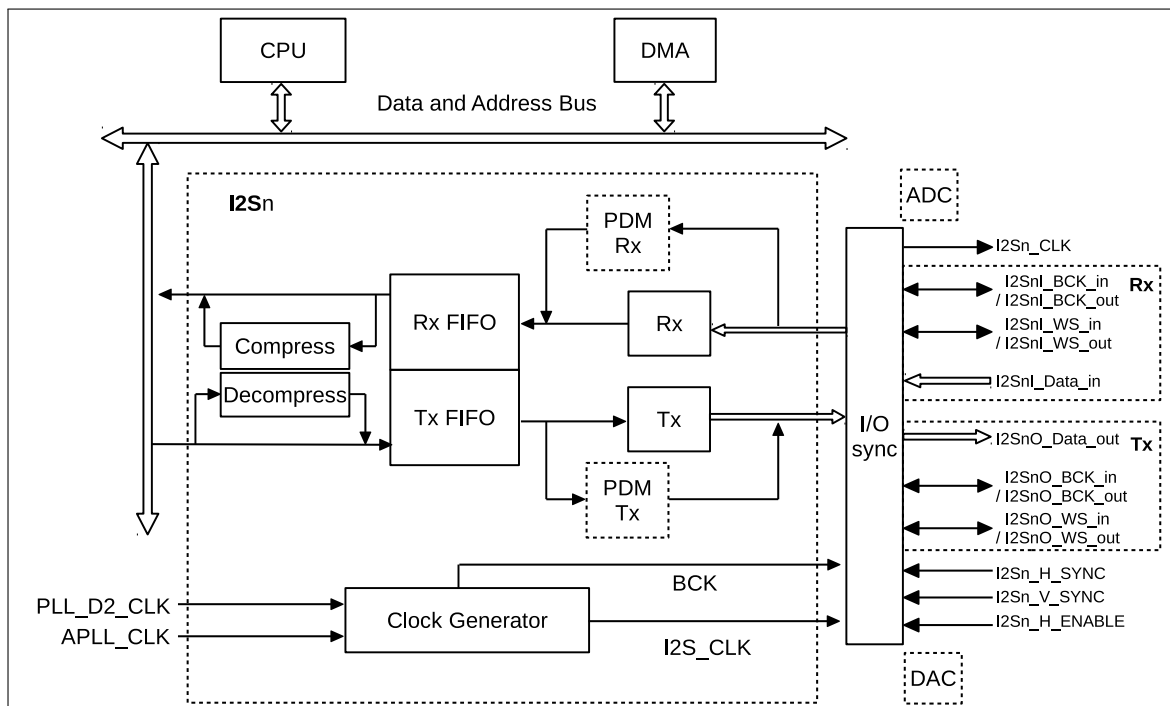 CPU
DMA
Data and Address Bus
I2Sn
ADC
PDM
Rx
I2Sn_CLK
I2SnI_BCK_in
/ I2SnI_BCK_out
Rx
Rx FIFO
Rx
I2SnI_WS_in
/ I2SnI_WS_out
Compress
I2SnI_Data_in
Decompress
Tx FIFO
Tx
I/O
sync
I2SnO_Data_out
Tx
PDM
Tx
I2SnO_BCK_in
/ I2SnO_BCK_out
I2SnO_WS_in
/ I2SnO_WS_out
BCK
I2Sn_H_SYNC
PLL_D2_CLK
Clock Generator
I2Sn_V_SYNC
APLL_CLK
I2S_CLK
I2Sn_H_ENABLE
DAC